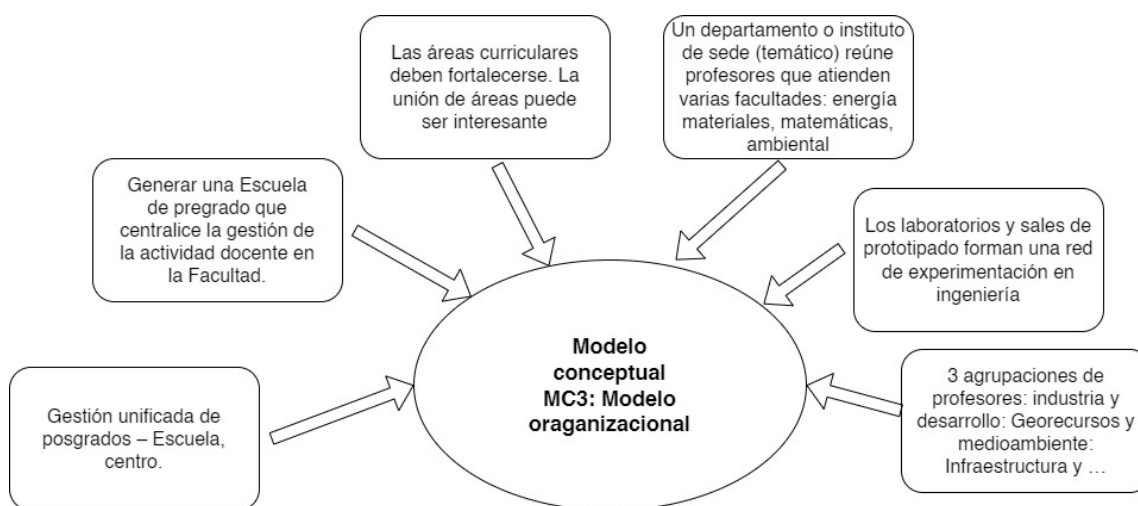 Las áreas curriculares
deben fortalecerse. La
unión de áreas puede
ser interesante
Un departamento o instituto
de sede (temático) reúne
profesores que atienden
varias facultades: energía
materiales, matemáticas,
ambiental
Generar una Escuela
de pregrado que
centralice la gestión de
la actividad docente en
la Facultad.
Los laboratorios y sales de
prototipado forman una red
de experimentación en
ingeniería
Modelo
conceptual
MC3: Modelo
oraganizacional
Gestión unificada de
posgrados – Escuela,
centro.
3 agrupaciones de
profesores: industria y
desarrollo: Georecursos y
medioambiente:
Infraestructura y …